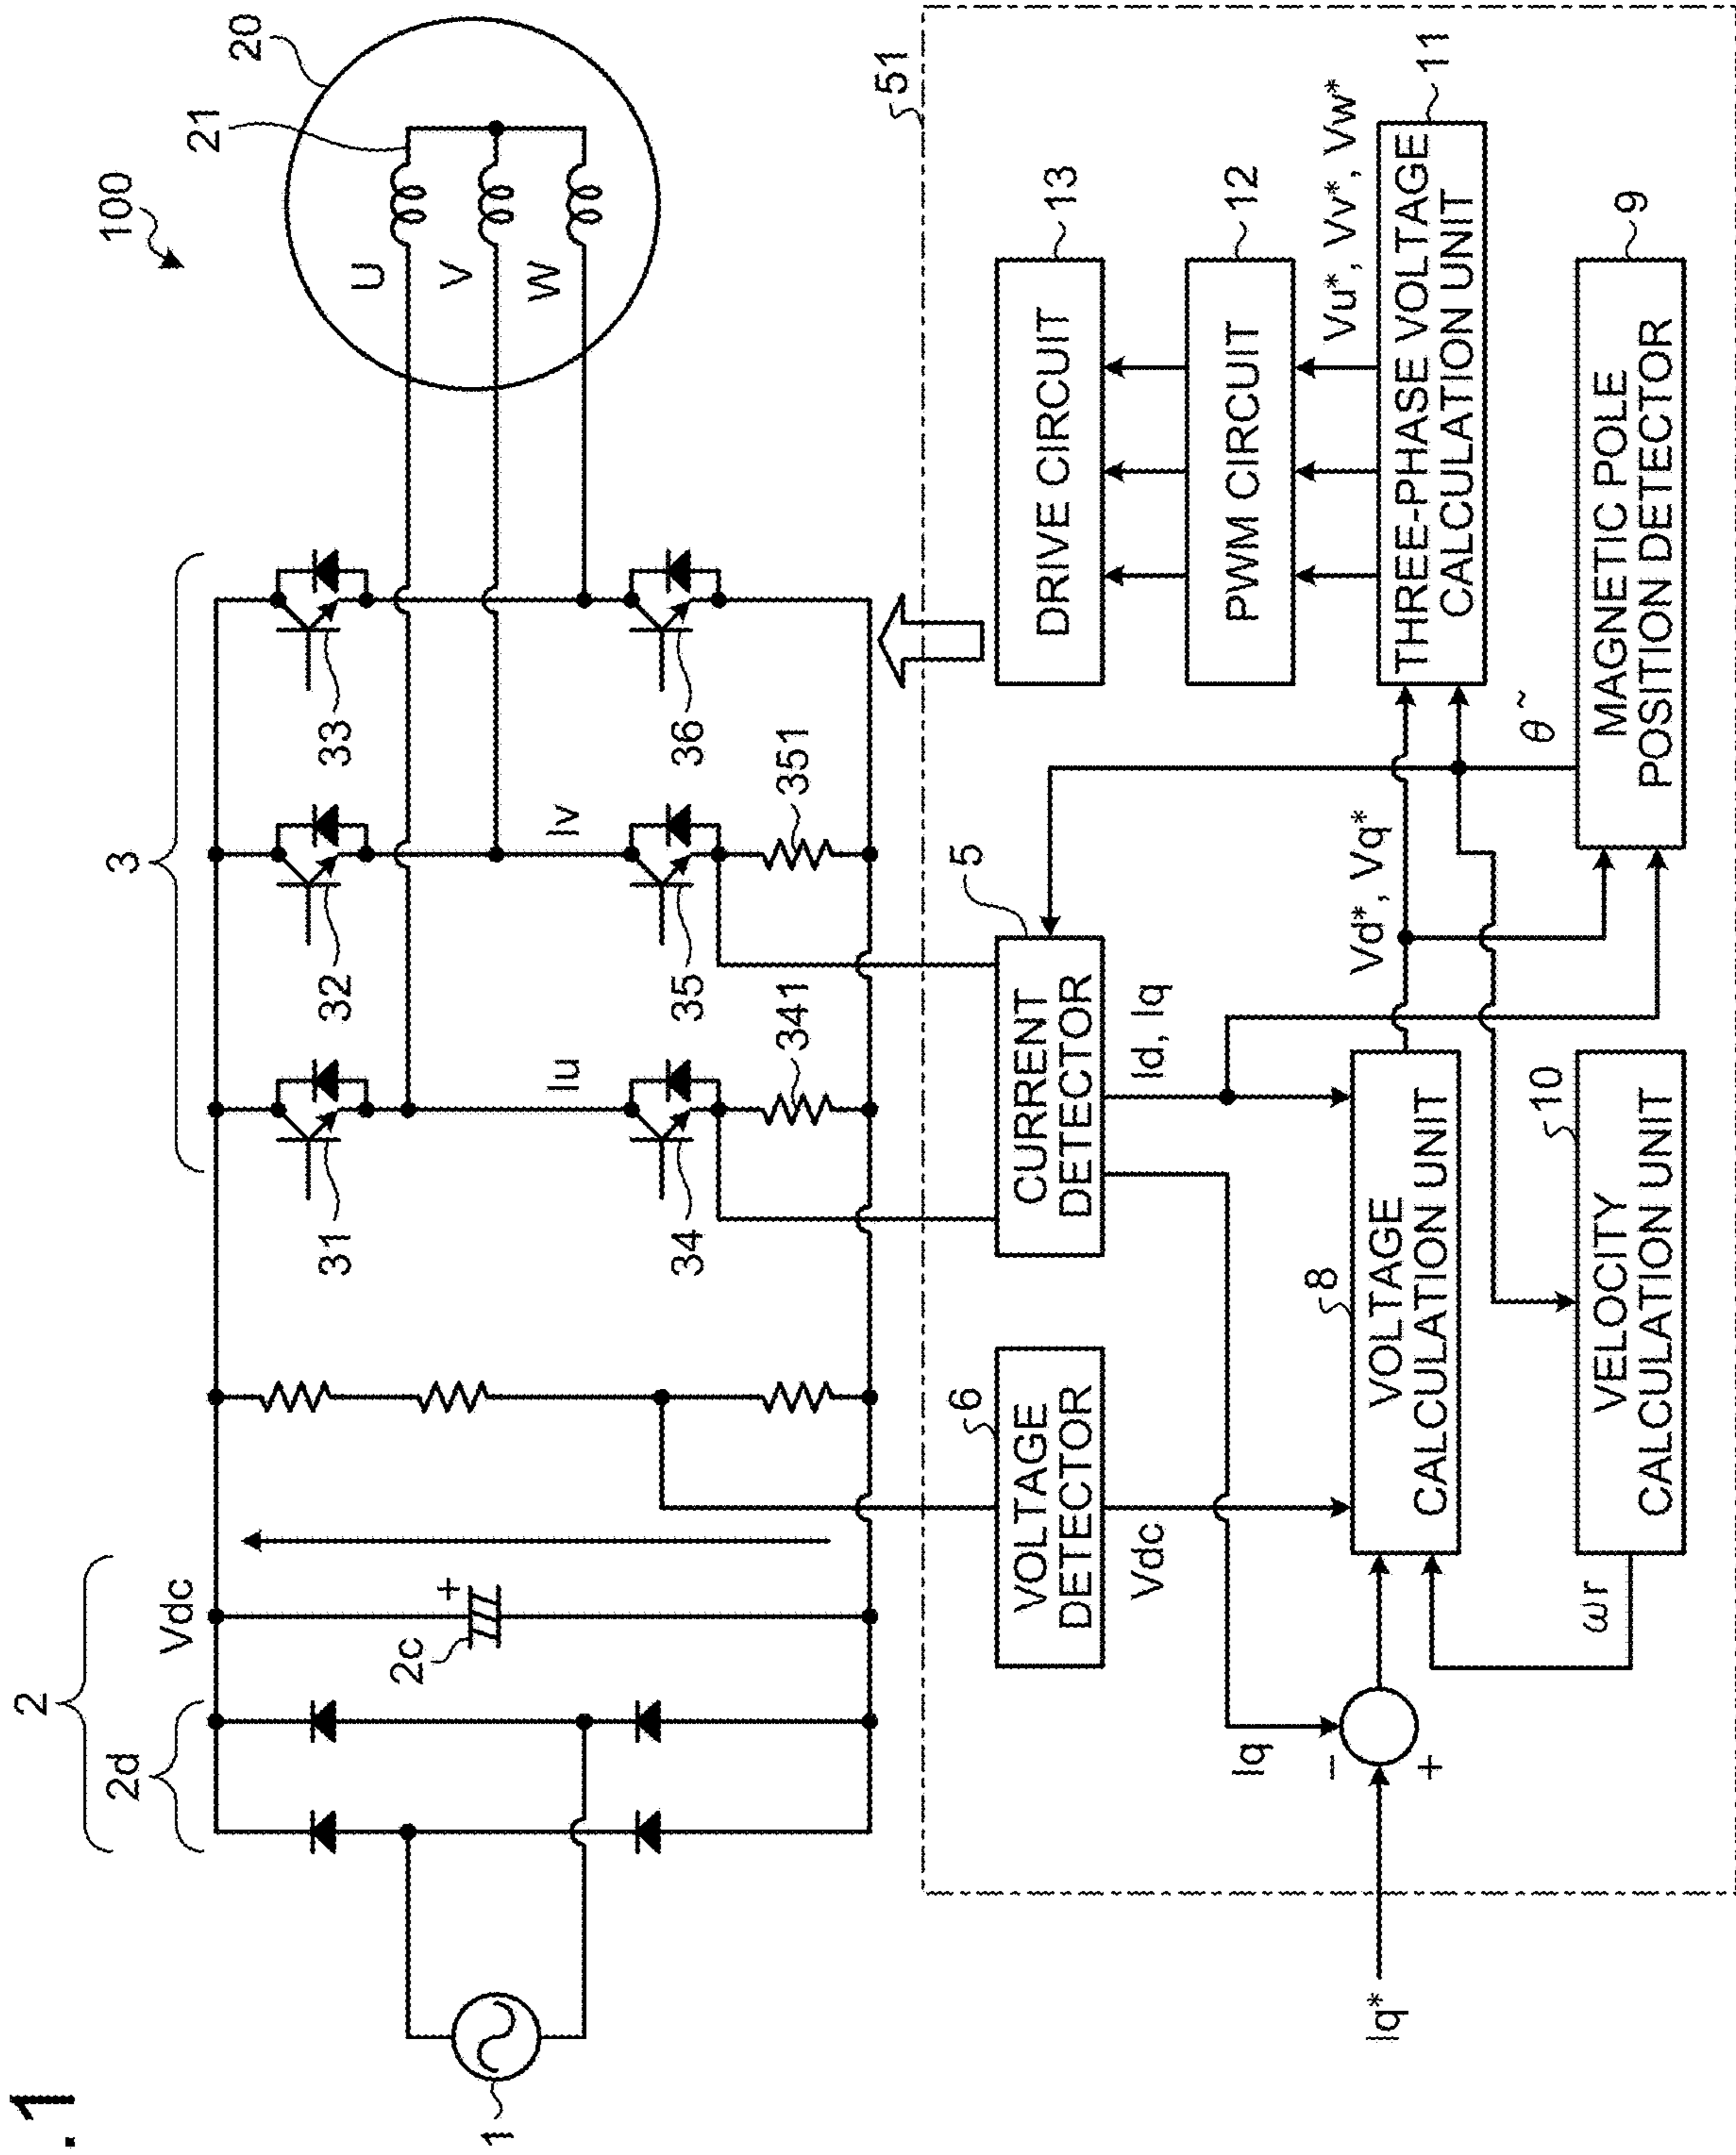 .1
100
2
2d
Vdc
3
20
21
U
V
W
1
2c
+
31
32
33
Iu
Iv
34
35
36
341
351
51
6
VOLTAGE
DETECTOR
5
CURRENT
DETECTOR
DRIVE CIRCUIT
13
Vdc
Id, Iq
PWM CIRCUIT
12
Iq
Vu*, Vv*, Vw*
Iq*
−
+
8
VOLTAGE
CALCULATION UNIT
Vd*, Vq*
THREE-PHASE VOLTAGE
CALCULATION UNIT
11
θ~
ωr
10
VELOCITY
CALCULATION UNIT
MAGNETIC POLE
POSITION DETECTOR
9